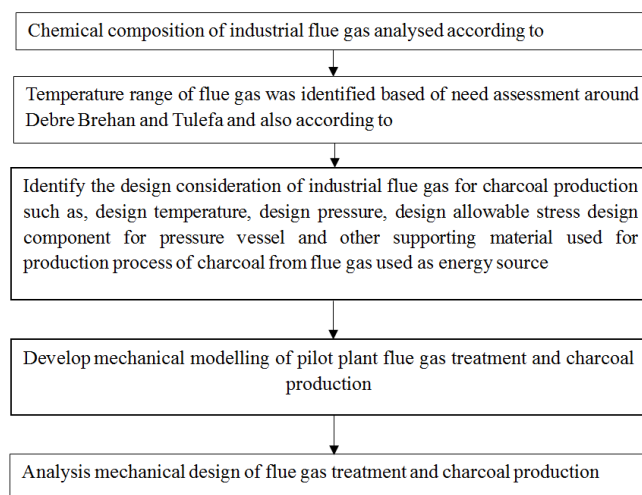 Chemical composition of industrial flue gas analysed according to
Temperature range of flue gas was identified based of need assessment around
Debre Brehan and Tulefa and also according to
Identify the design consideration of industrial flue gas for charcoal production
such as, design temperature, design pressure, design allowable stress design
component for pressure vessel and other supporting material used for
production process of charcoal from flue gas used as energy source
Develop mechanical modelling of pilot plant flue gas treatment and charcoal
production
Analysis mechanical design of flue gas treatment and charcoal production